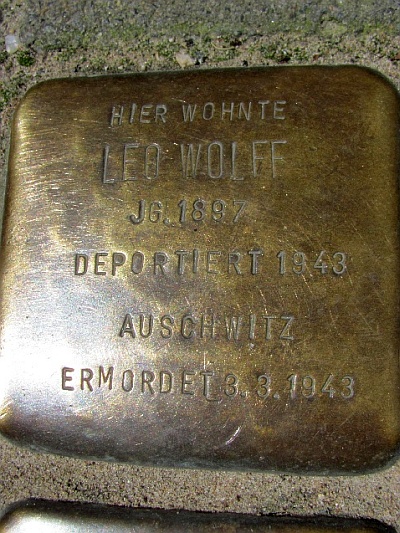 HIER WOHNTE
LEO WOLFF
JG. 1897
DEPORTIERT 1943
AUSCHWITZ
ERMORDET 3.3.1943